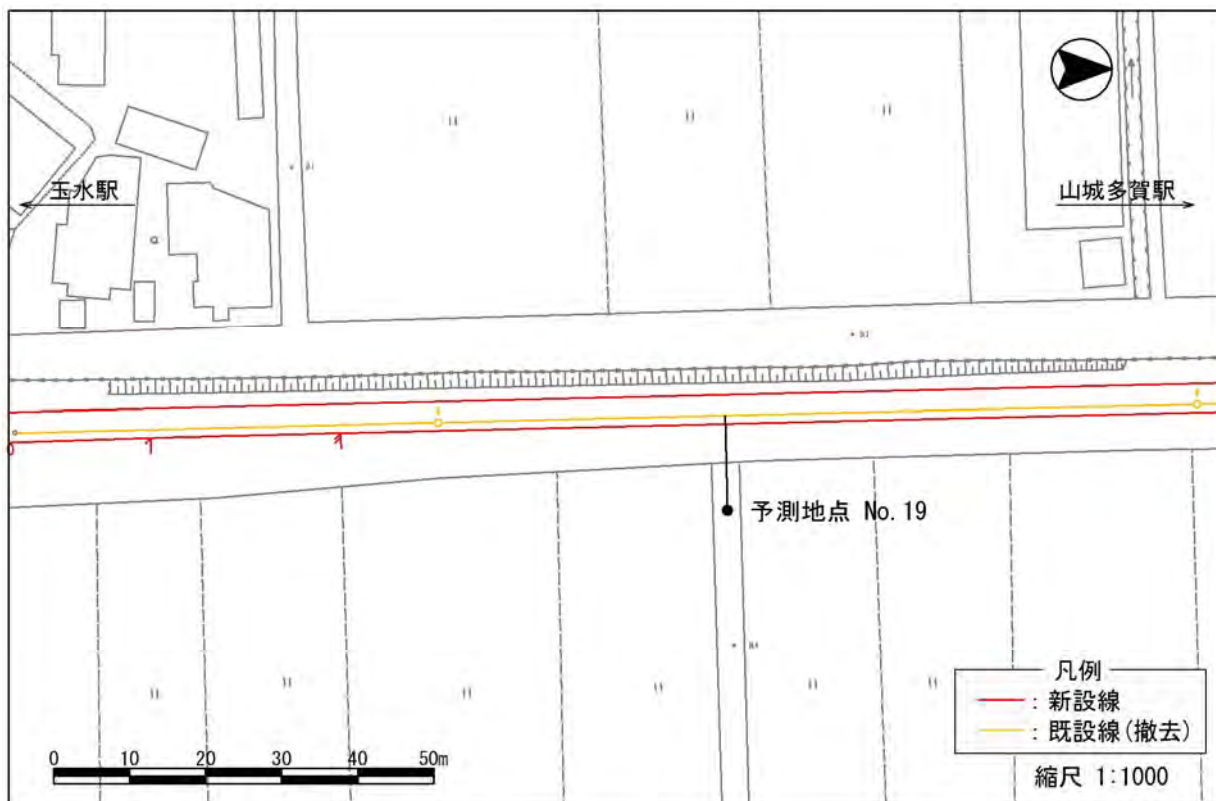 玉水駅
山城多賀駅
予測地点 No.19
凡例
: 新設線
: 既設線(撤去)
0 10 20 30 40 50m
縮尺 1:1000